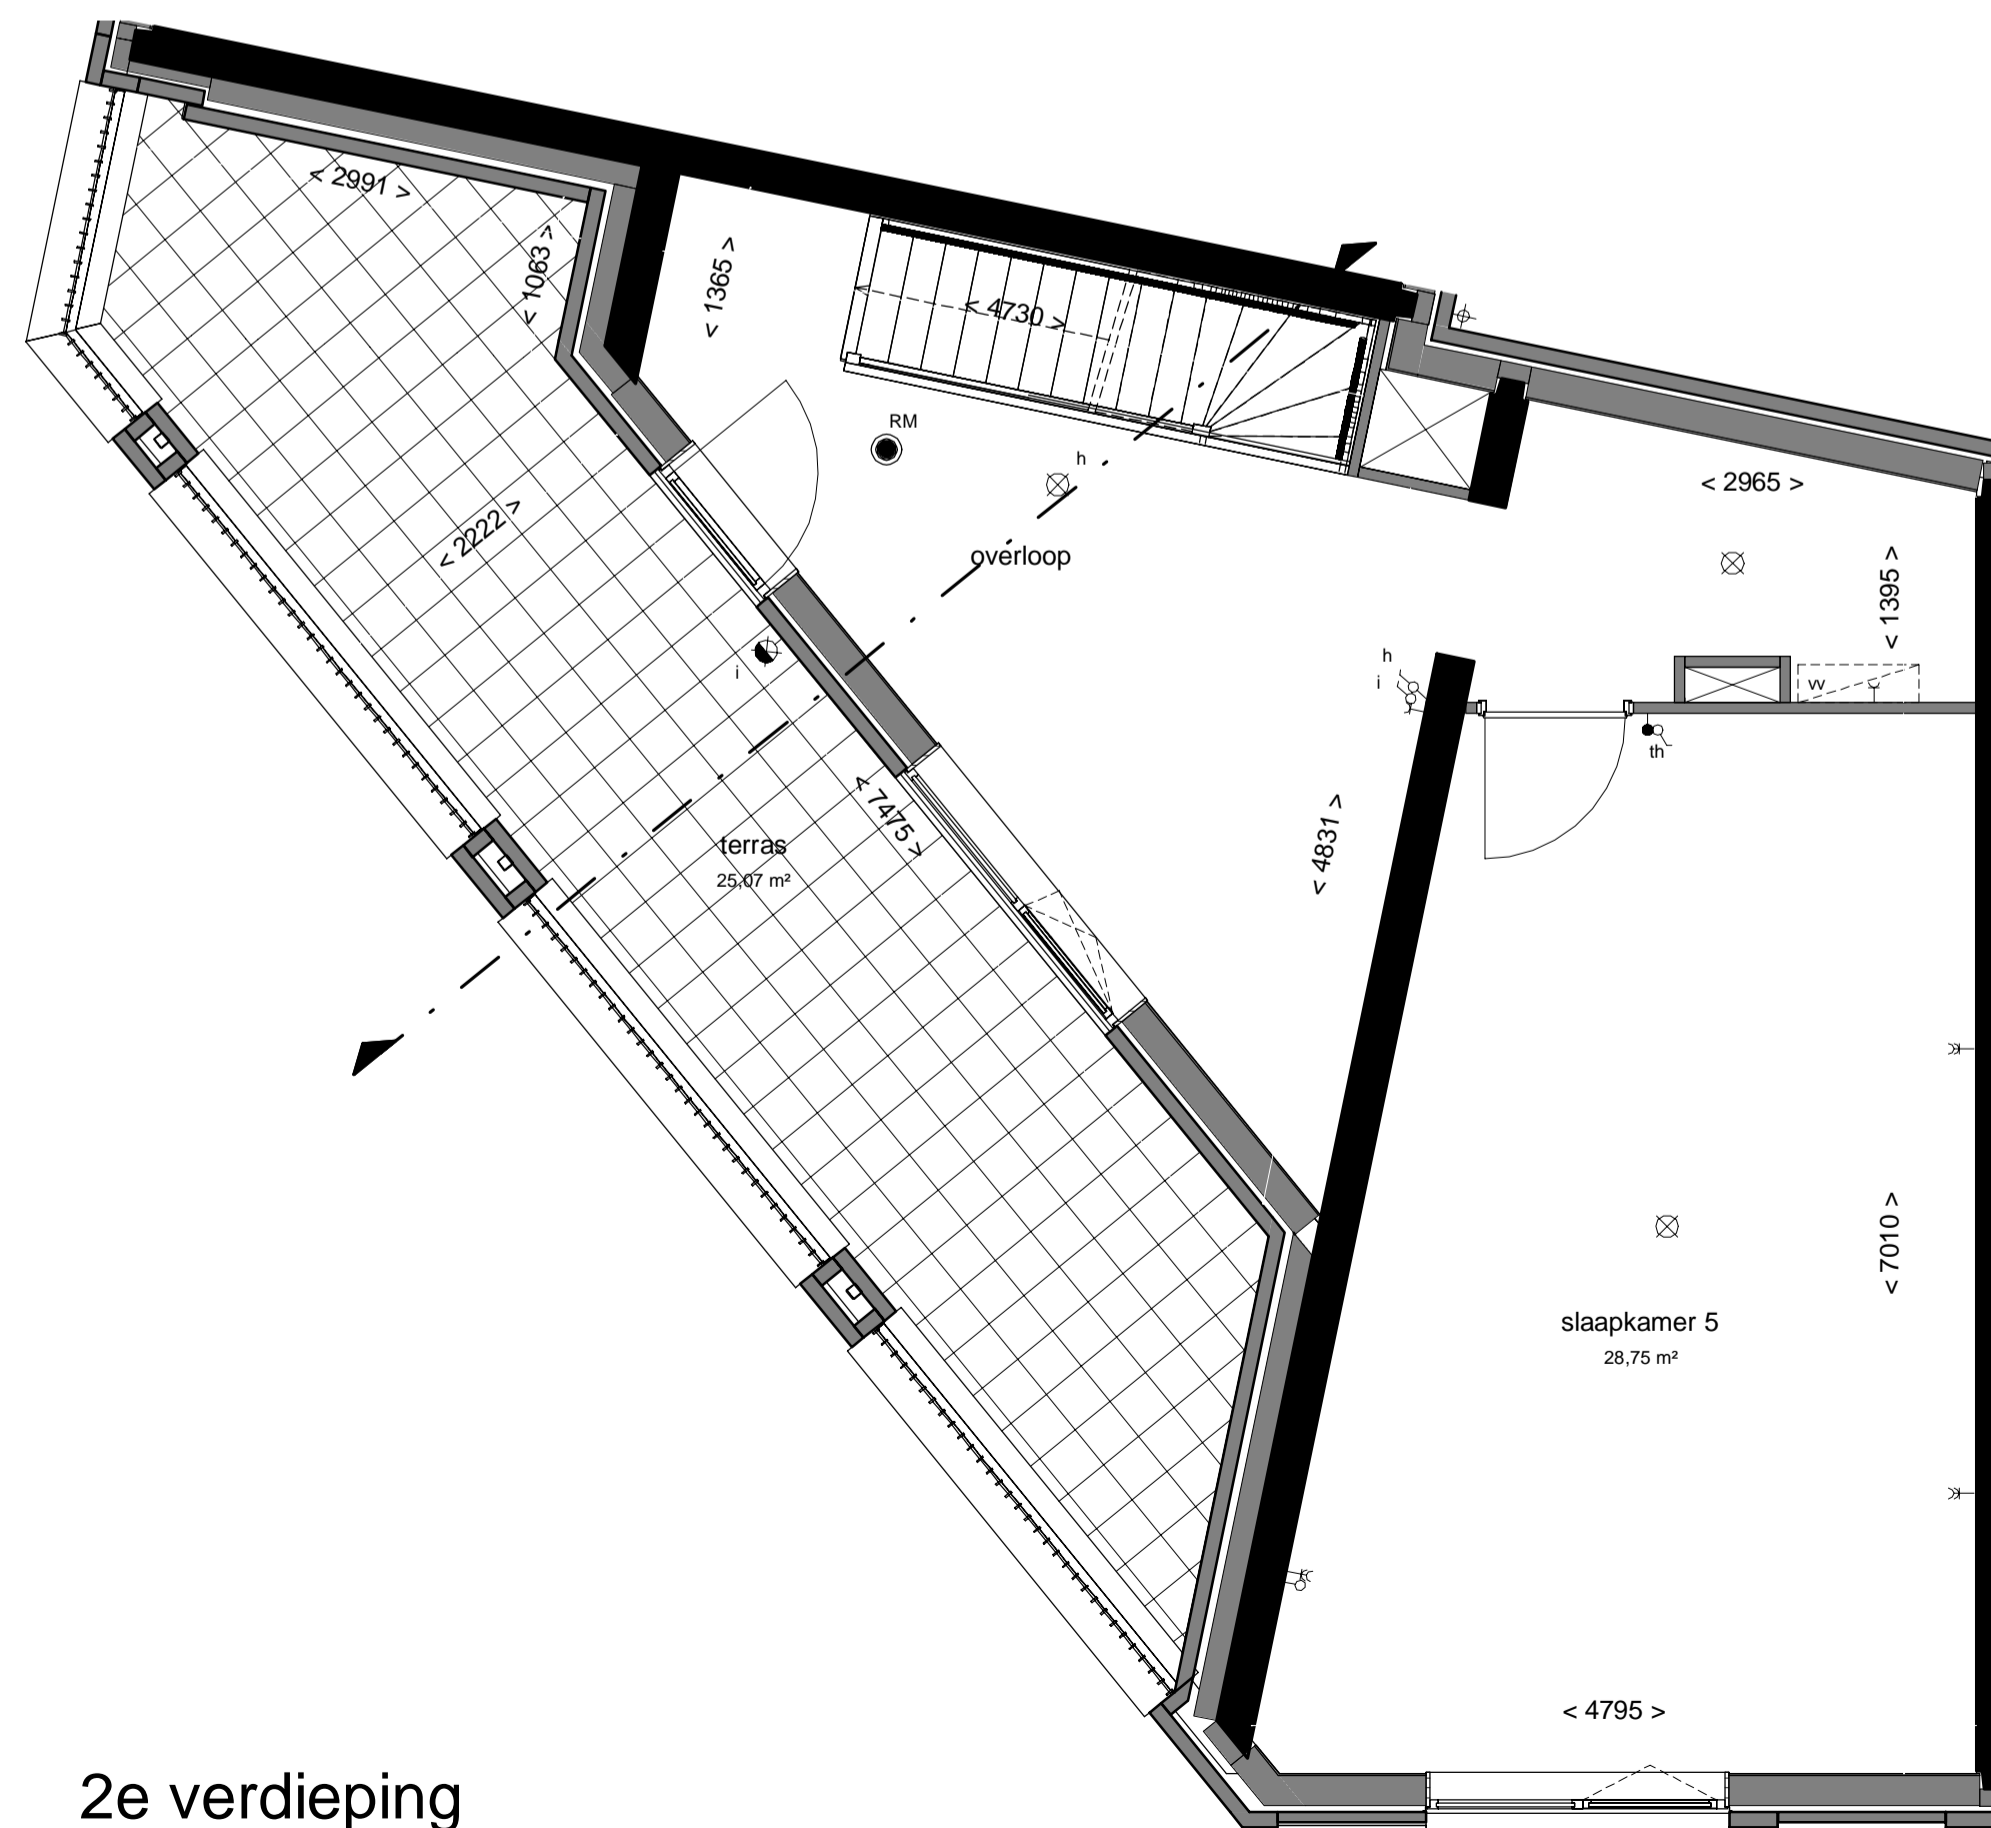 < 2991 >
< 1063 >
< 1365 >
< 4730 >
RM
h
< 2965 >
< 2222 >
overloop
< 1395 >
i
h
i
vv
th
< 7475 >
terras
25,07 m²
< 4831 >
< 7010 >
slaapkamer 5
28,75 m²
< 4795 >
2e verdieping